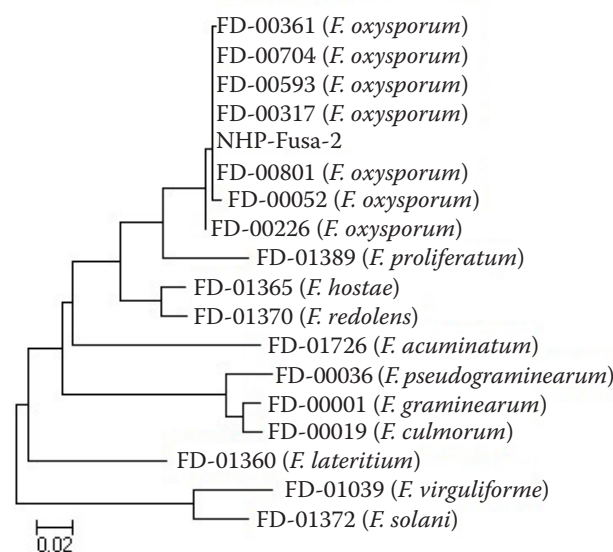 FD-00361 (F. oxysporum)
FD-00704 (F. oxysporum)
FD-00593 (F. oxysporum)
FD-00317 (F. oxysporum)
NHP-Fusa-2
FD-00801 (F. oxysporum)
FD-00052 (F. oxysporum)
FD-00226 (F. oxysporum)
FD-01389 (F. proliferatum)
FD-01365 (F. hostae)
FD-01370 (F. redolens)
FD-01726 (F. acuminatum)
FD-00036 (F. pseudograminearum)
FD-00001 (F. graminearum)
FD-00019 (F. culmorum)
FD-01360 (F. lateritium)
FD-01039 (F. virguliforme)
FD-01372 (F. solani)
0.02